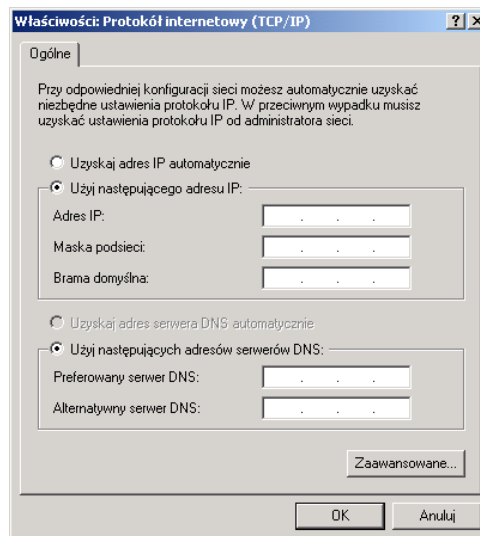 Właściwości: Protokół internetowy (TCP/IP)
Ogólne
Przy odpowiedniej konfiguracji sieci możesz automatycznie uzyskać
niezbędne ustawienia protokołu IP. W przeciwnym wypadku musisz
uzyskać ustawienia protokołu IP od administratora sieci.
Uzyskaj adres IP automatycznie
Użyj następującego adresu IP:
Adres IP:
Maska podsieci:
Brama domyślna:
Uzyskaj adres serwera DNS automatycznie
Użyj następujących adresów serwerów DNS:
Preferowany serwer DNS:
Alternatywny serwer DNS:
Zaawansowane...
OK Anuluj